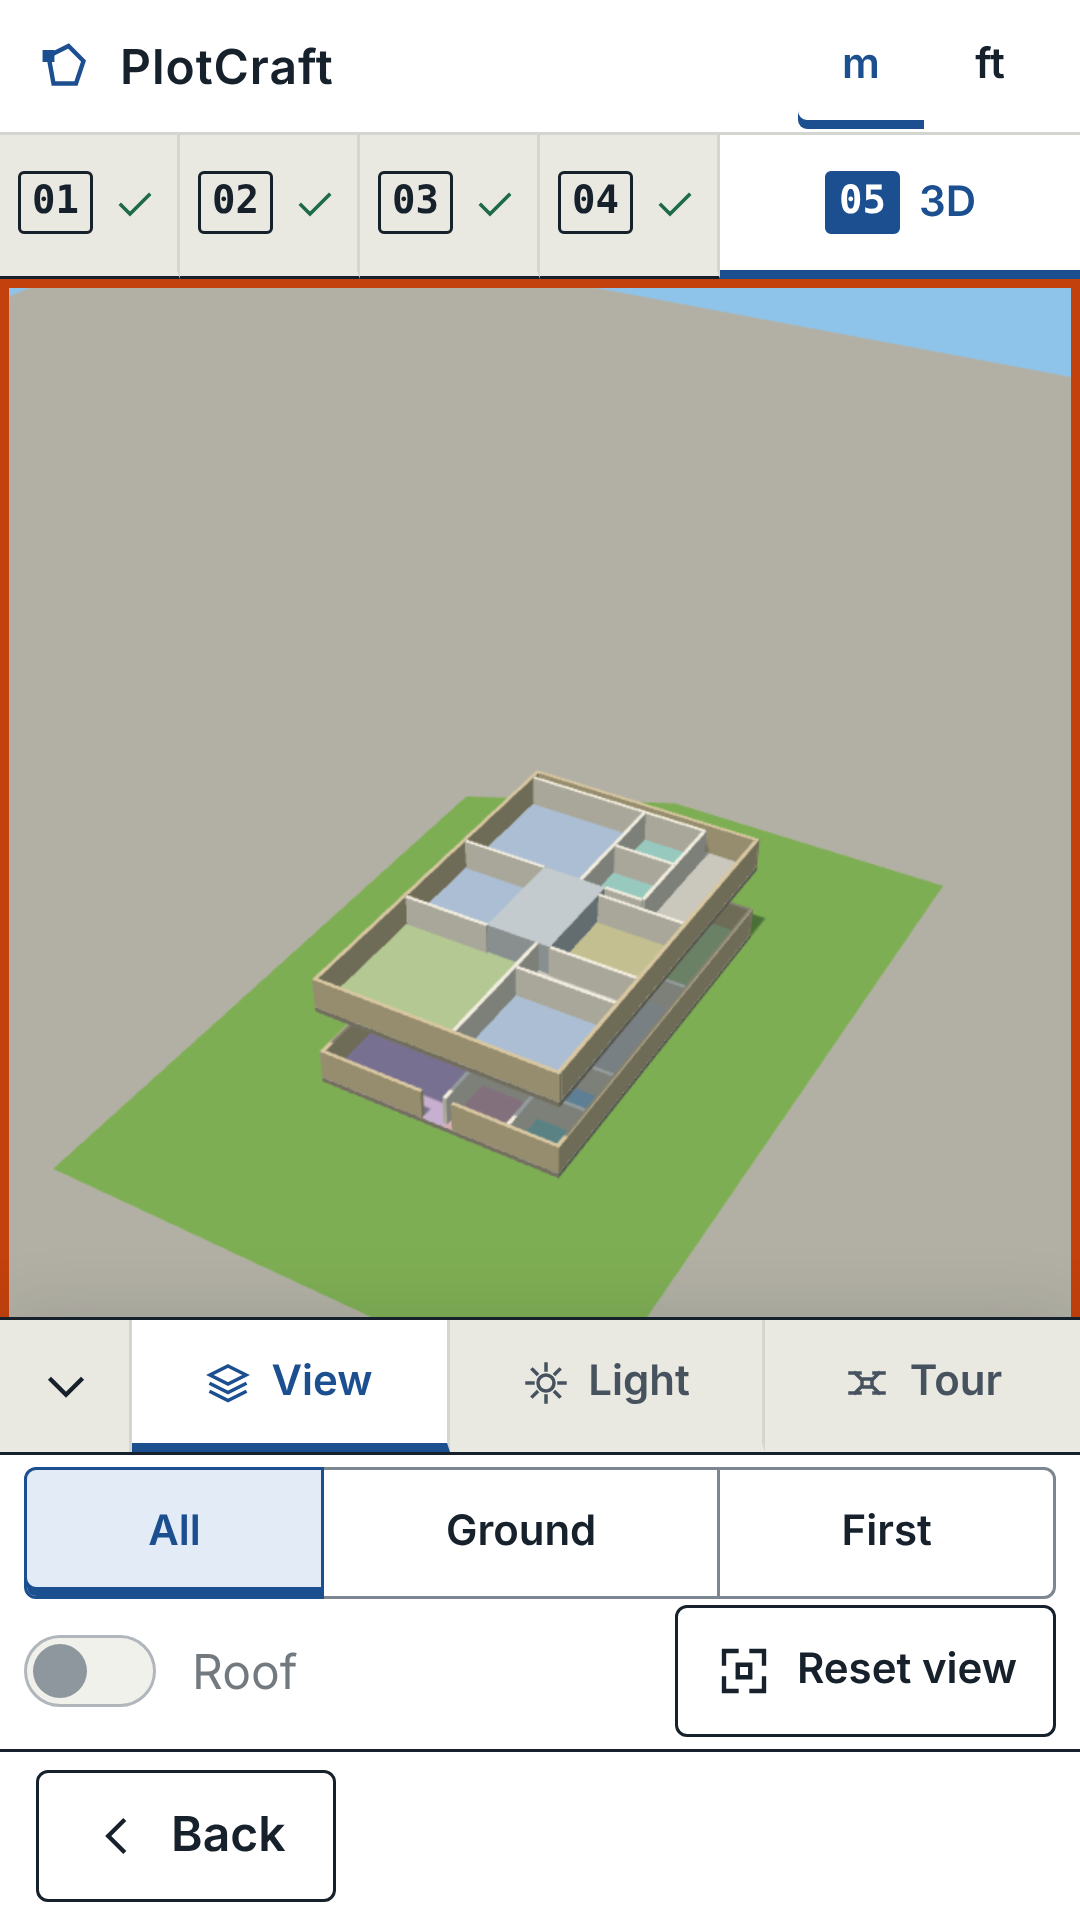 PlotCraft
m
ft
01
02
03
04
05 3D
View
Light
Tour
All
Ground
First
Roof
Reset view
Back